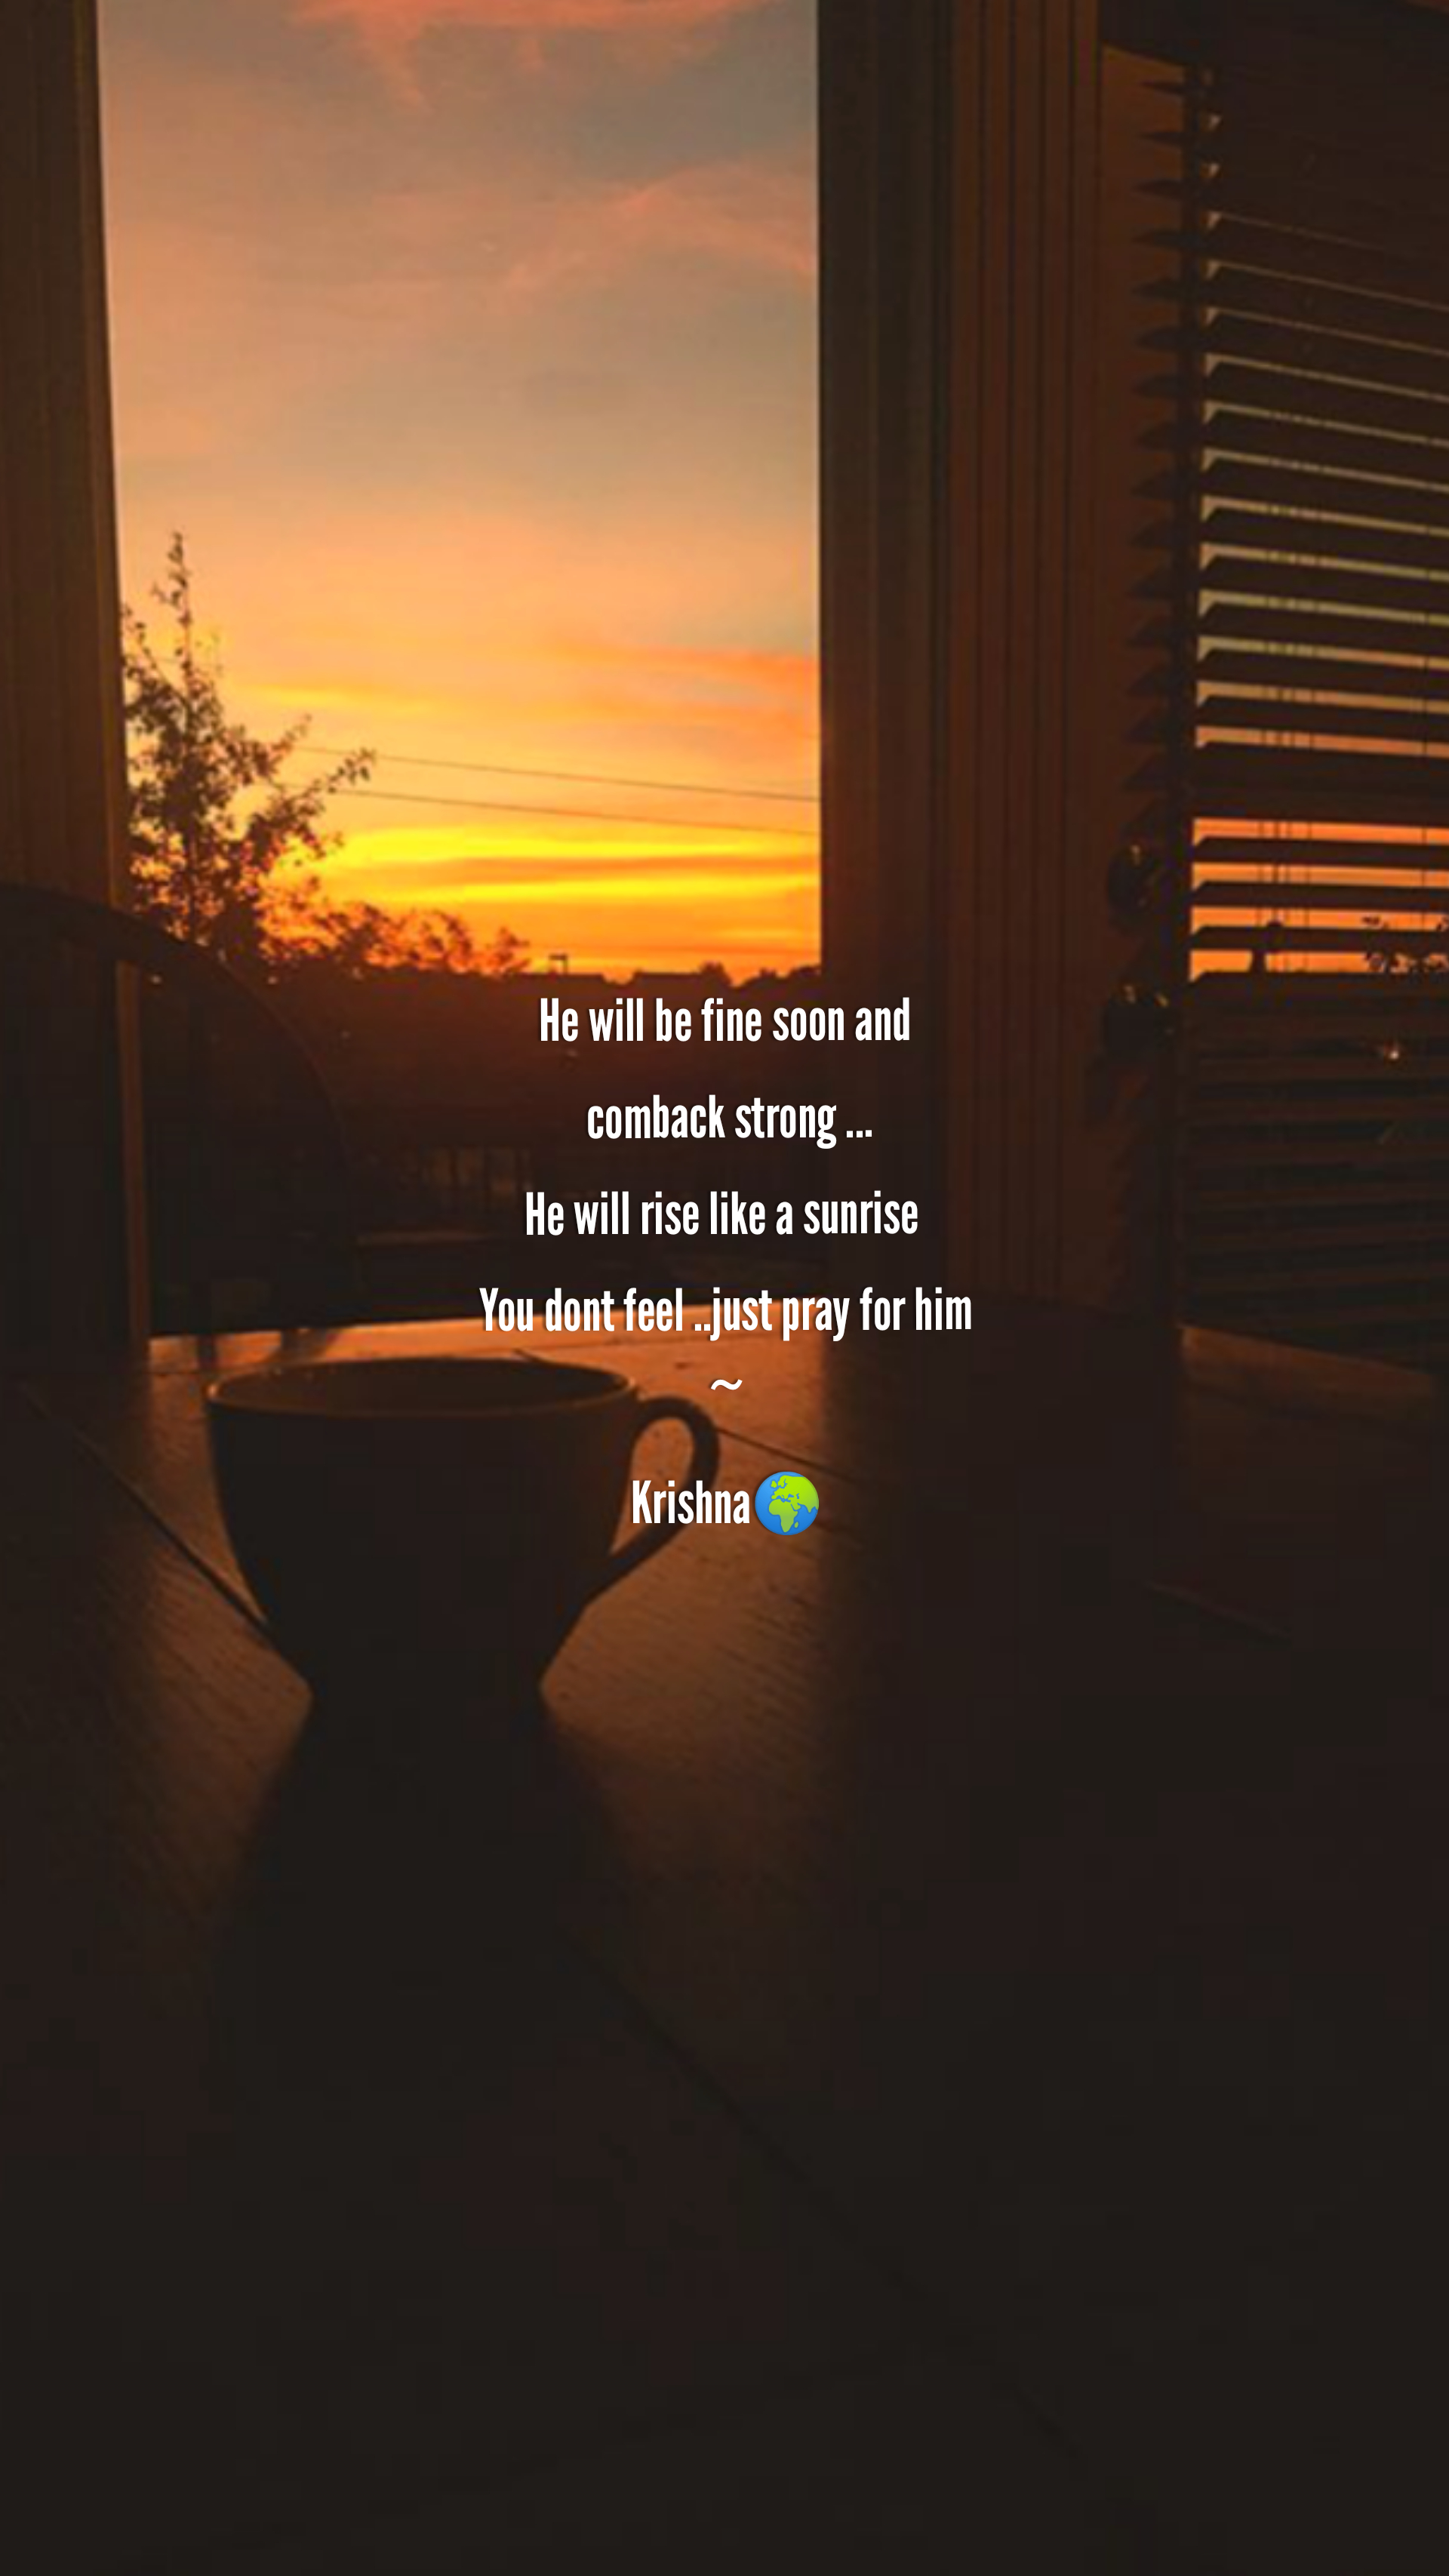 He will be fine soon and
comback strong ...
He will rise like a sunrise
You dont feel ..just pray for him
~
Krishna🌍